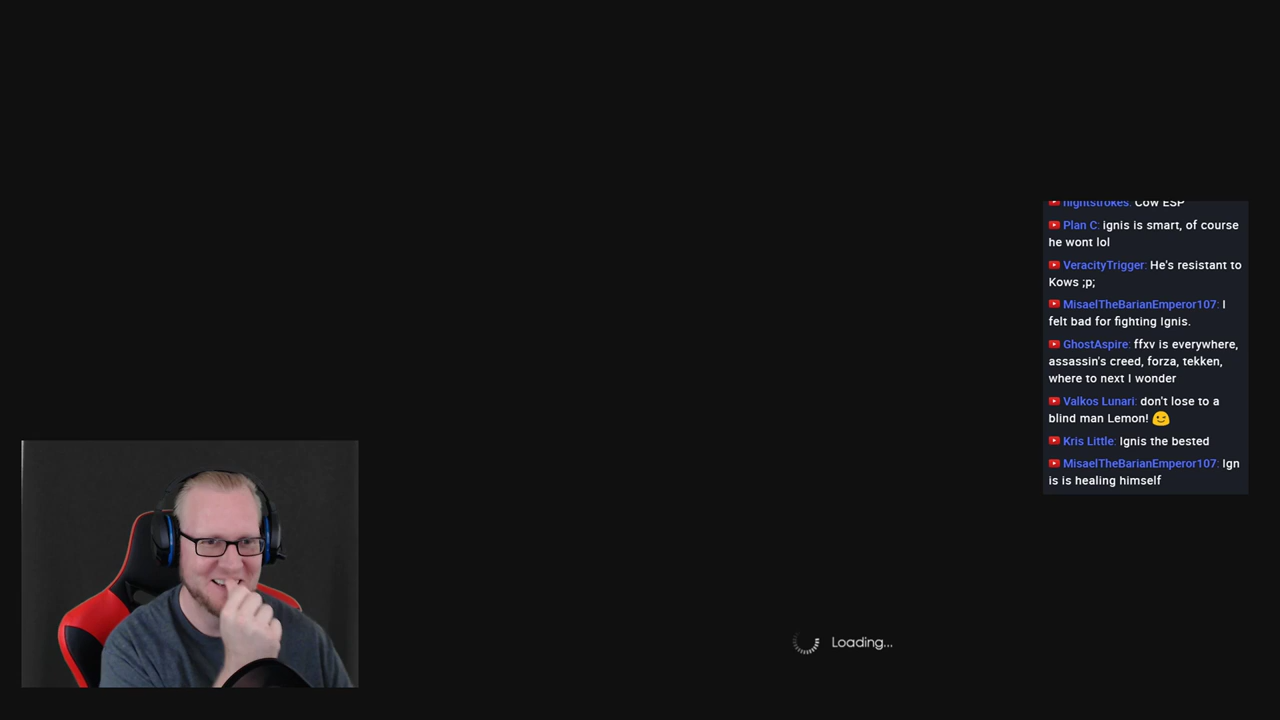 nightstrokes: Cow ESP
Plan C: ignis is smart, of course
he wont lol
VeracityTrigger: He's resistant to
Kows ;p;
MisaelTheBarianEmperor107: I
felt bad for fighting Ignis.
GhostAspire: ffxv is everywhere,
assassin's creed, forza, tekken,
where to next I wonder
Valkos Lunari: don't lose to a
blind man Lemon!
Kris Little: Ignis the bested
MisaelTheBarianEmperor107: Ign
is is healing himself
Loading...